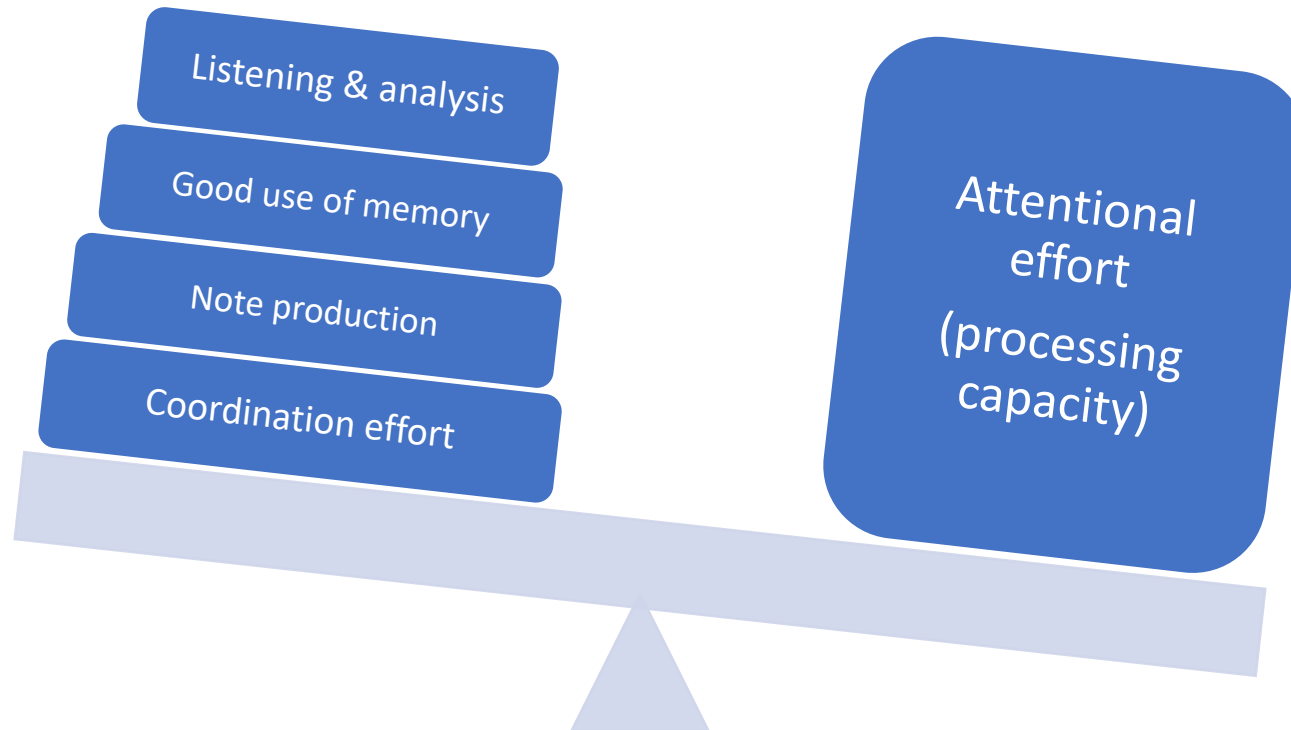 Listening & analysis
Good use of memory
Note production
Coordination effort
Attentional
effort
(processing
capacity)